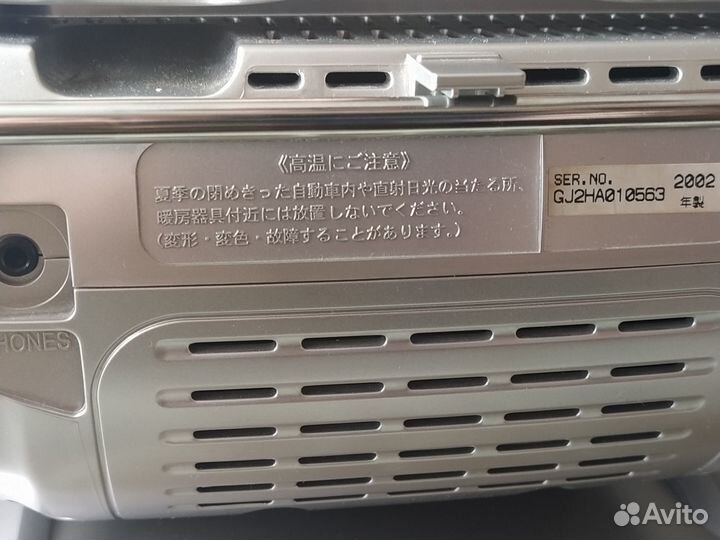 《高温にご注意》
夏季の閉めきった自動車内や直射日光の当たる所、
暖房器具付近には放置しないでください。
(変形・変色・故障することがあります。)
SER.NO.
GJ2HA010563
2002
年製
HONES
Avito